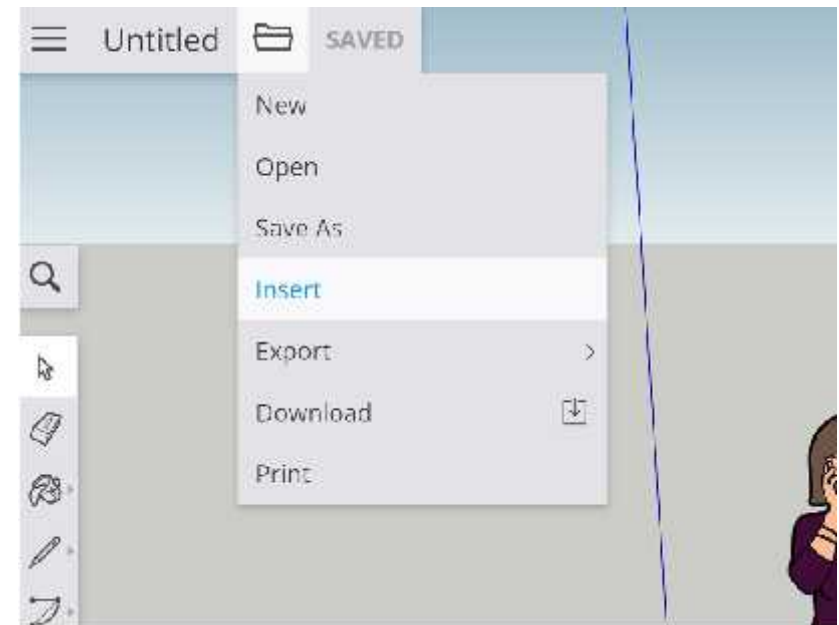 Untitled
SAVED
New
Open
Save As
Insert
Export
Download
Print